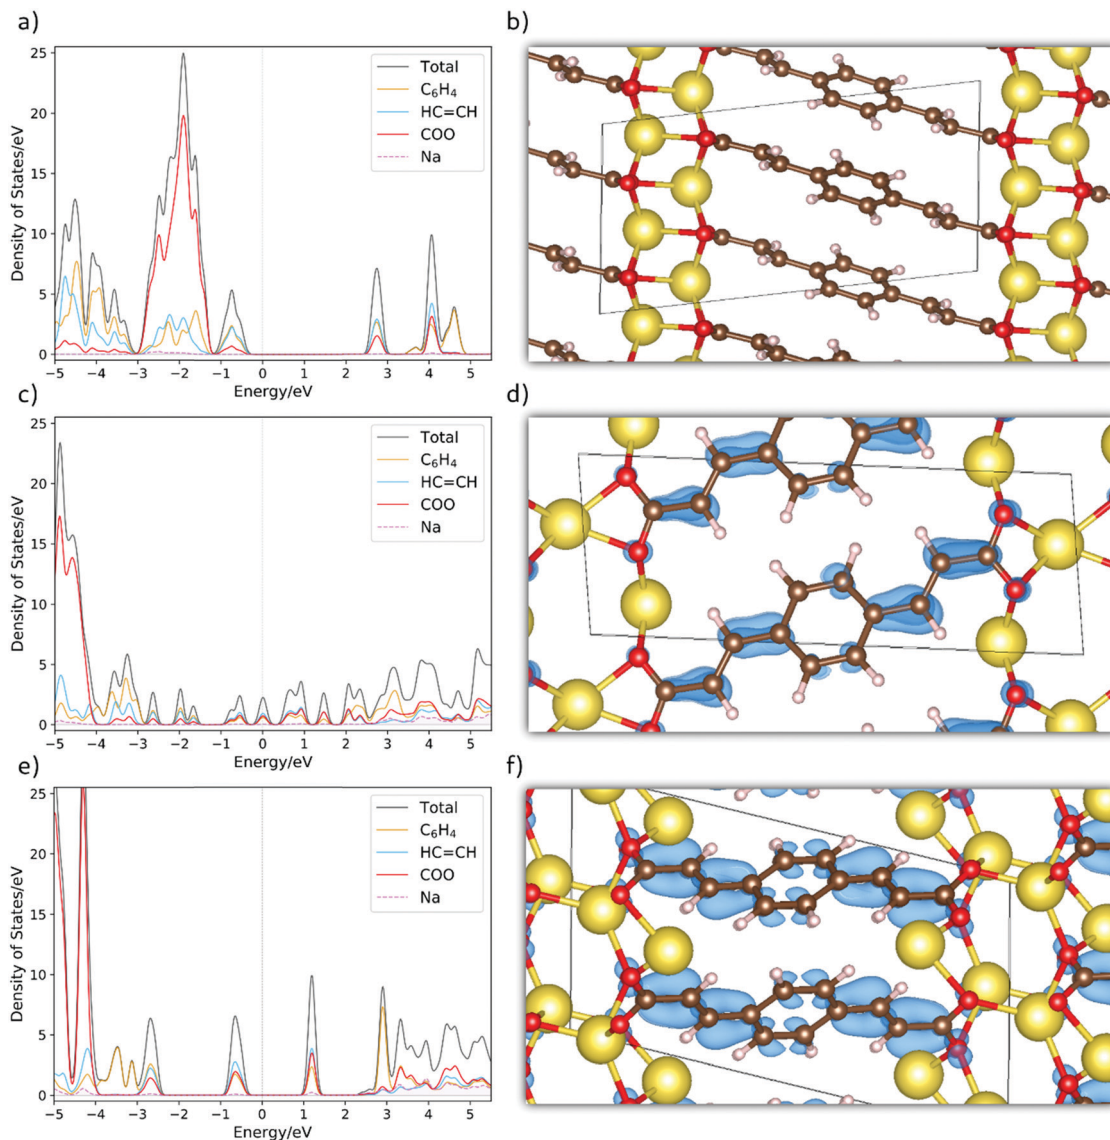 a)
b)
25
20
15
10
5
0
Density of States/eV
Total
C₆H₄
HC=CH
COO
Na
−5 −4 −3 −2 −1 0 1 2 3 4 5
Energy/eV
c)
d)
25
20
15
10
5
0
Density of States/eV
Total
C₆H₄
HC=CH
COO
Na
−5 −4 −3 −2 −1 0 1 2 3 4 5
Energy/eV
e)
f)
25
20
15
10
5
0
Density of States/eV
Total
C₆H₄
HC=CH
COO
Na
−5 −4 −3 −2 −1 0 1 2 3 4 5
Energy/eV